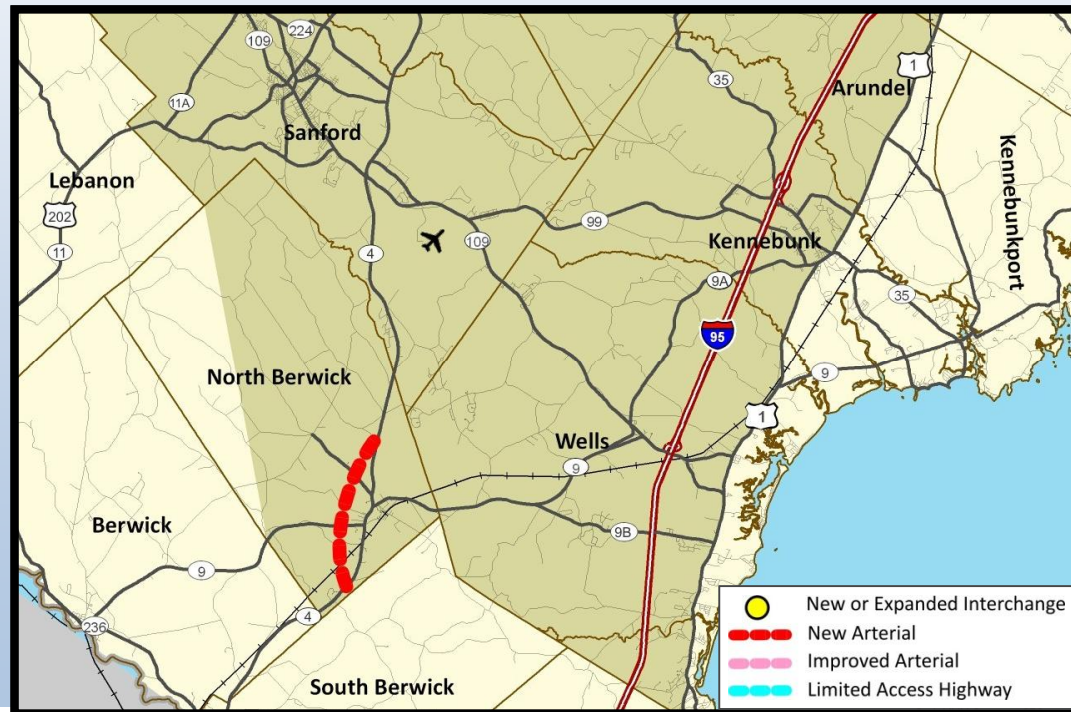 109
224
1
35
Arundel
11A
Sanford
Lebanon
Kennebunkport
202
11
99
109
4
Kennebunk
9A
35
95
North Berwick
9
1
Wells
9
Berwick
9B
9
4
236
South Berwick
New or Expanded Interchange
New Arterial
Improved Arterial
Limited Access Highway